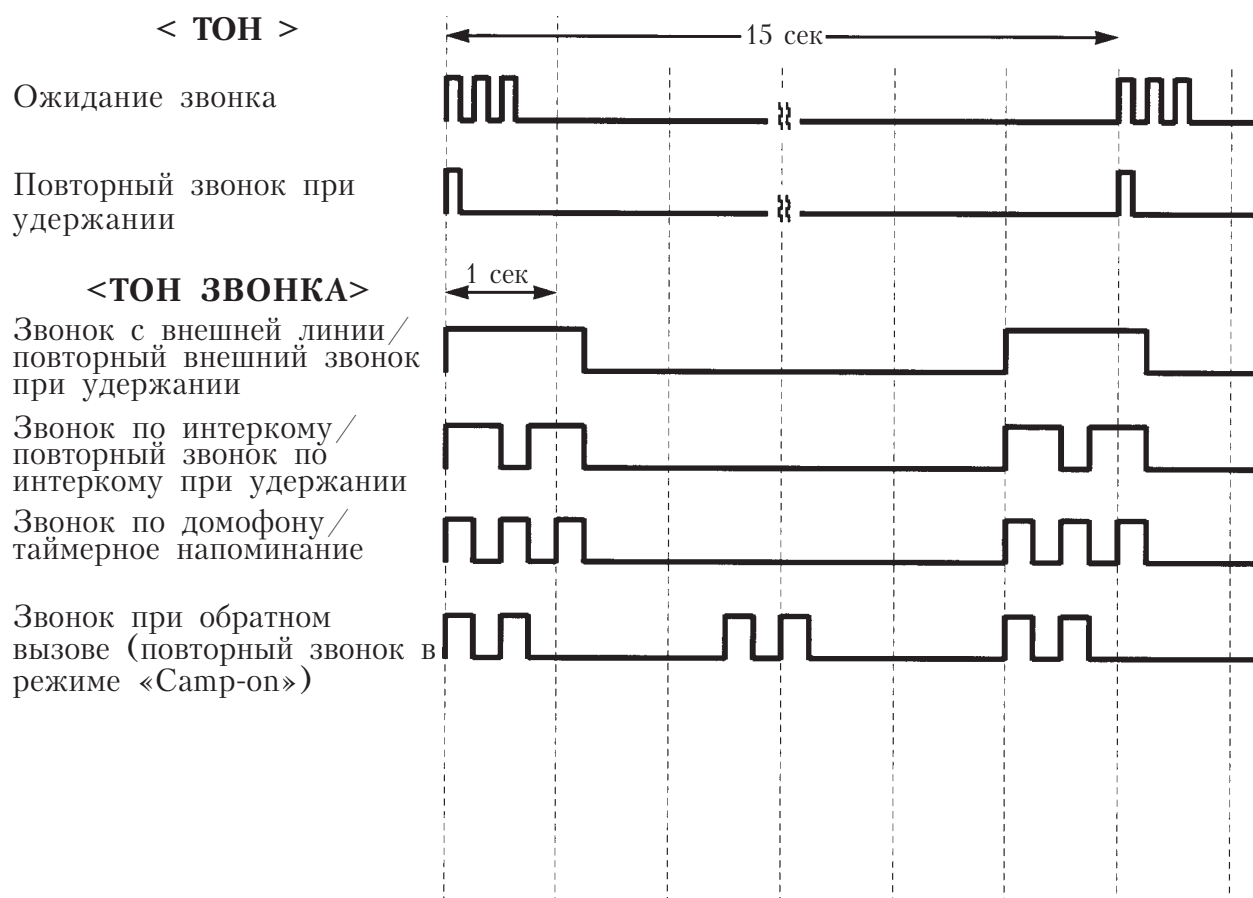 < ТОН >
15 сек
Ожидание звонка
Повторный звонок при
удержании
<ТОН ЗВОНКА>
1 сек
Звонок с внешней линии/
повторный внешний звонок
при удержании
Звонок по интеркому/
повторный звонок по
интеркому при удержании
Звонок по домофону/
таймерное напоминание
Звонок при обратном
вызове (повторный звонок в
режиме «Camp-on»)